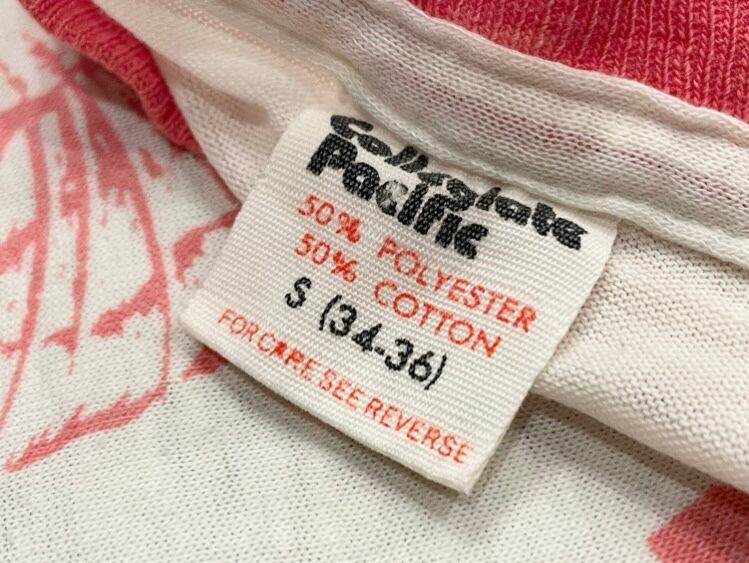 Collegiate
Pacific
50% POLYESTER
50% COTTON
S (34-36)
FOR CARE SEE REVERSE